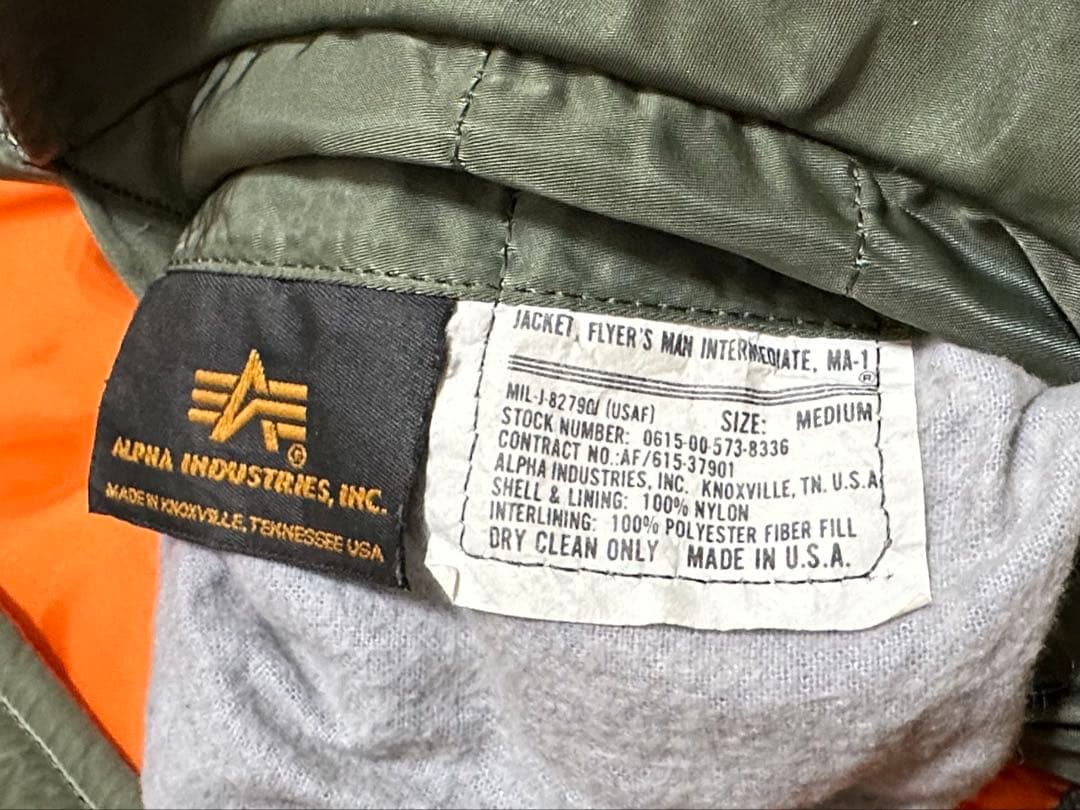 ALPHA INDUSTRIES, INC.
MADE IN KNOXVILLE, TENNESSEE USA
JACKET, FLYER'S MAN INTERMEDIATE, MA-1
®
MIL-J-82790/ (USAF) SIZE: MEDIUM
STOCK NUMBER: 0615-00-573-8336
CONTRACT NO.:AF/615-37901
ALPHA INDUSTRIES, INC. KNOXVILLE, TN. U.S.A
SHELL & LINING: 100% NYLON
INTERLINING: 100% POLYESTER FIBER FILL
DRY CLEAN ONLY MADE IN U.S.A.